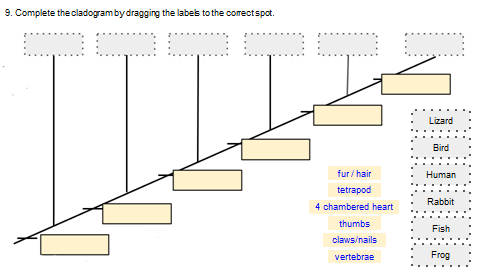 9. Complete the cladogram by dragging the labels to the correct spot.
Lizard
Bird
Human
Rabbit
Fish
Frog
fur / hair
tetrapod
4 chambered heart
thumbs
claws/nails
vertebrae